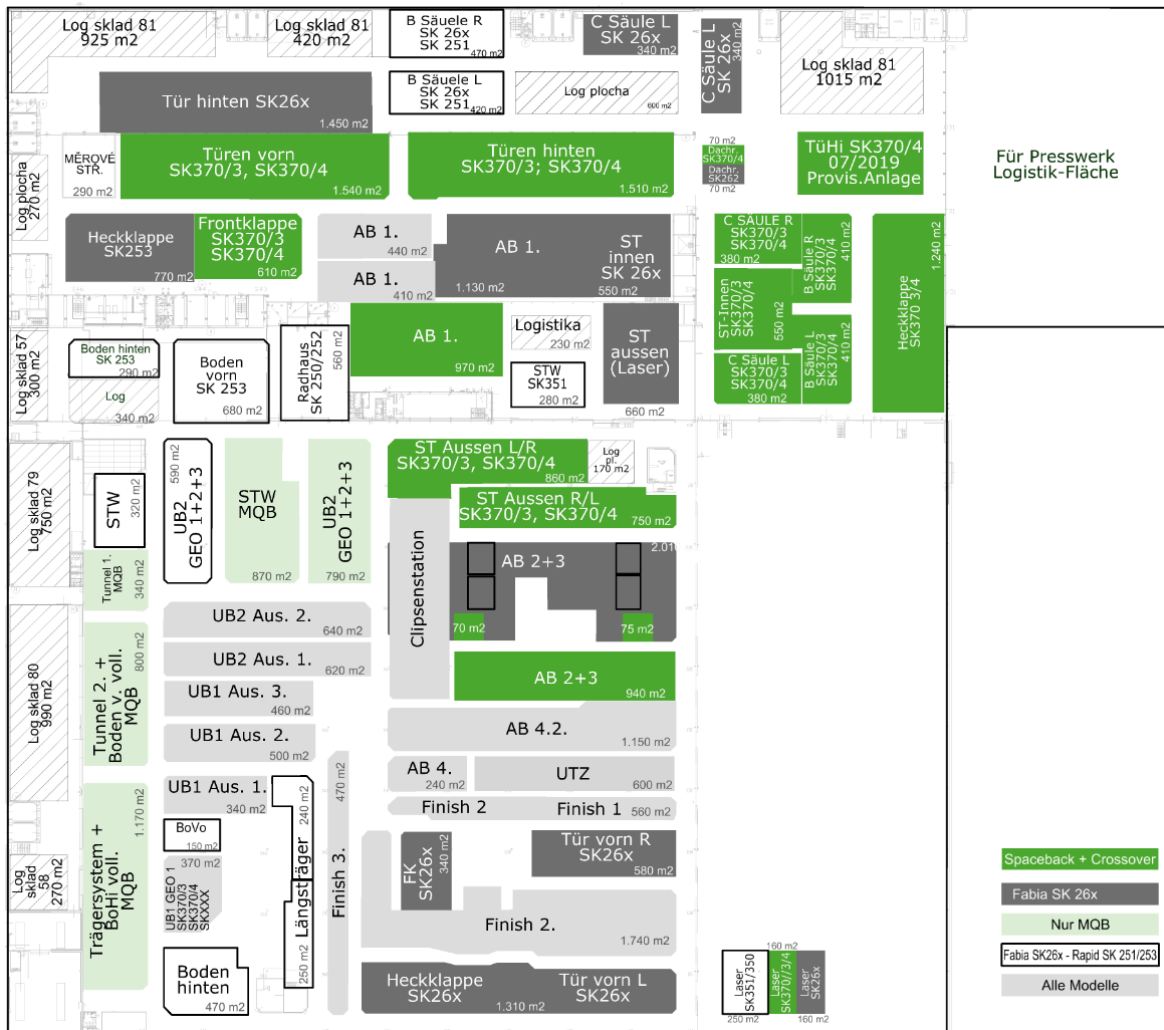 Log sklad 81
925 m2
Log sklad 81
420 m2
B Säuele R
SK 26x
SK 251
470 m2
C Säule L
SK 26x
340 m2
C Säule L
SK 26x
340 m2
Log sklad 81
1015 m2
Tür hinten SK26x
1.450 m2
B Säuele L
SK 26x
SK 251
420 m2
Log plocha
600 m2
MĚROVÉ
STŘ.
290 m2
Türen vorn
SK370/3, SK370/4
1.540 m2
Türen hinten
SK370/3; SK370/4
1.510 m2
70 m2
Dachr.
SK370/4
Dachr.
SK262
70 m2
TüHi SK370/4
07/2019
Provis.Anlage
Für Presswerk
Logistik-Fläche
Log plocha
270 m2
Heckklappe
SK253
770 m2
Frontklappe
SK370/3
SK370/4
610 m2
AB 1.
440 m2
AB 1.
410 m2
AB 1.
1.130 m2
ST
innen
SK 26x
550 m2
C SÄULE R
SK370/3
SK370/4
380 m2
B Säule R
SK370/3
SK370/4
410 m2
Heckklappe
SK370 3/4
1.240 m2
ST-Innen
SK370/3
SK370/4
550 m2
C Säule L
SK370/3
SK370/4
380 m2
B Säule L
SK370/3
SK370/4
410 m2
Log sklad 57
300 m2
Boden hinten
SK 253
290 m2
Log
340 m2
Boden
vorn
SK 253
680 m2
Radhaus
SK 250/252
560 m2
AB 1.
970 m2
Logistika
230 m2
STW
SK351
280 m2
ST
aussen
(Laser)
660 m2
Log sklad 79
750 m2
STW
320 m2
UB2
GEO 1+2+3
590 m2
STW
MQB
870 m2
UB2
GEO 1+2+3
790 m2
ST Aussen L/R
SK370/3, SK370/4
860 m2
Log
pl.
170 m2
ST Aussen R/L
SK370/3, SK370/4
750 m2
Tunnel 1.
MQB
340 m2
Clipsenstation
AB 2+3
70 m2
75 m2
UB2 Aus. 2.
640 m2
UB2 Aus. 1.
620 m2
Log sklad 80
990 m2
Tunnel 2. +
Boden v. voll.
MQB
800 m2
UB1 Aus. 3.
460 m2
UB1 Aus. 2.
500 m2
AB 2+3
940 m2
AB 4.2.
1.150 m2
AB 4.
240 m2
UTZ
600 m2
Finish 2
Finish 1
560 m2
Trägersystem +
BoHi voll.
MQB
1.170 m2
UB1 Aus. 1.
340 m2
BoVo
150 m2
370 m2
UB1 GEO 1
SK370/3
SK370/4
SKXXX
240 m2
Längsträger
250 m2
Finish 3.
470 m2
FK
SK26x
340 m2
Tür vorn R
SK26x
580 m2
Log
sklad
58
270 m2
Finish 2.
1.740 m2
Boden
hinten
470 m2
Heckklappe
SK26x
1.310 m2
Tür vorn L
SK26x
160 m2
Laser
SK351/350
250 m2
Laser
SK370//3/4
Laser
SK26x
160 m2
Spaceback + Crossover
Fabia SK 26x
Nur MQB
Fabia SK26x - Rapid SK 251/253
Alle Modelle